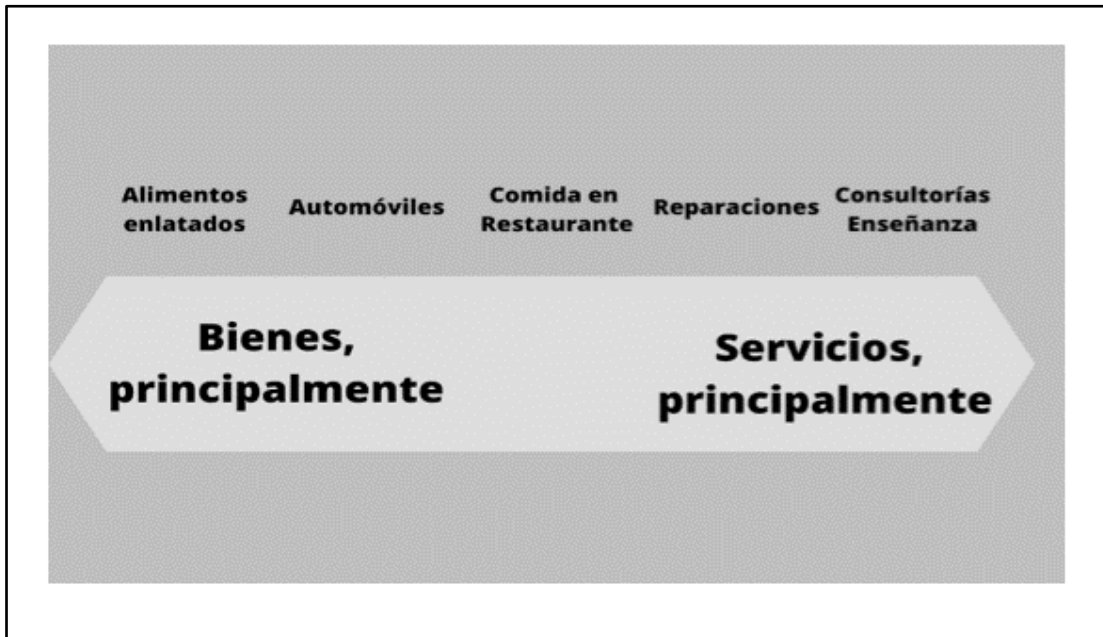 Alimentos
enlatados
Automóviles
Comida en
Restaurante
Reparaciones
Consultorías
Enseñanza
Bienes,
principalmente
Servicios,
principalmente